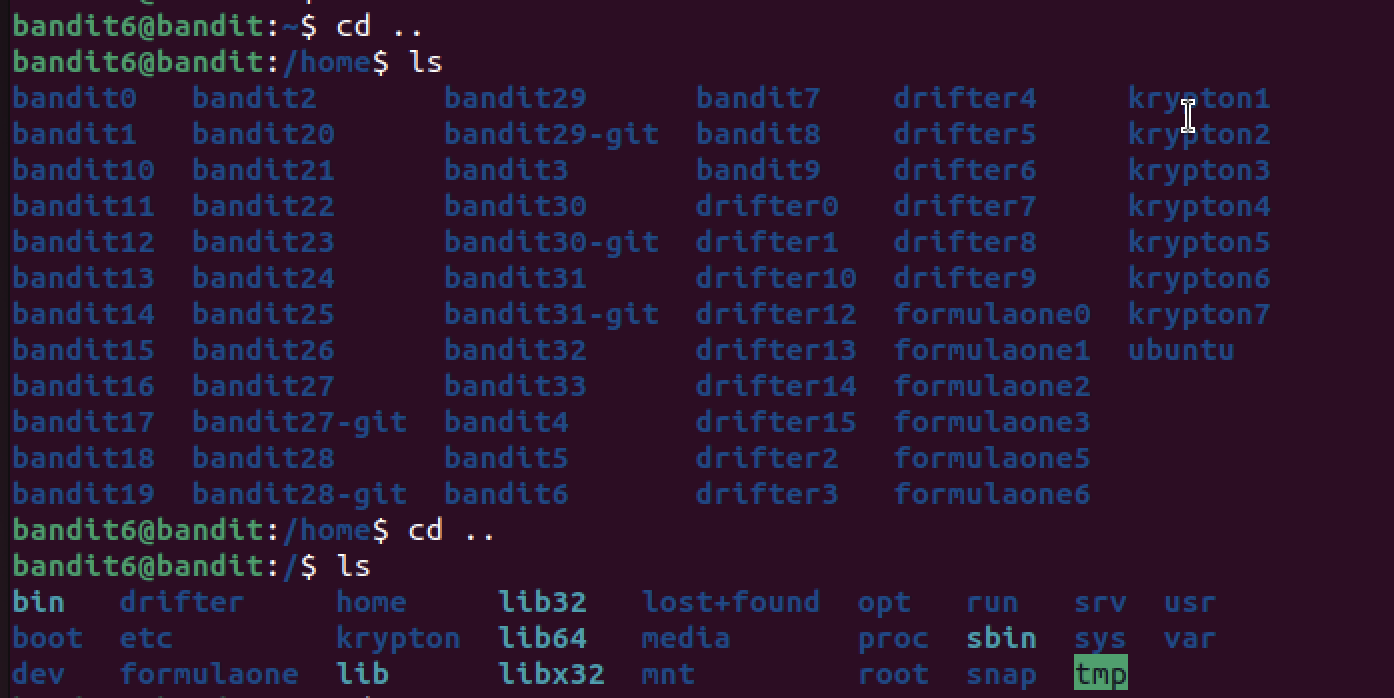 bandit6@bandit:~$ cd ..
bandit6@bandit:/home$ ls
bandit0 bandit2 bandit29 bandit7 drifter4 krypton1
bandit1 bandit20 bandit29-git bandit8 drifter5 krypton2
bandit10 bandit21 bandit3 bandit9 drifter6 krypton3
bandit11 bandit22 bandit30 drifter0 drifter7 krypton4
bandit12 bandit23 bandit30-git drifter1 drifter8 krypton5
bandit13 bandit24 bandit31 drifter10 drifter9 krypton6
bandit14 bandit25 bandit31-git drifter12 formulaone0 krypton7
bandit15 bandit26 bandit32 drifter13 formulaone1 ubuntu
bandit16 bandit27 bandit33 drifter14 formulaone2
bandit17 bandit27-git bandit4 drifter15 formulaone3
bandit18 bandit28 bandit5 drifter2 formulaone5
bandit19 bandit28-git bandit6 drifter3 formulaone6
bandit6@bandit:/home$ cd ..
bandit6@bandit:/$ ls
bin drifter home lib32 lost+found opt run srv usr
boot etc krypton lib64 media proc sbin sys var
dev formulaone lib libx32 mnt root snap tmp